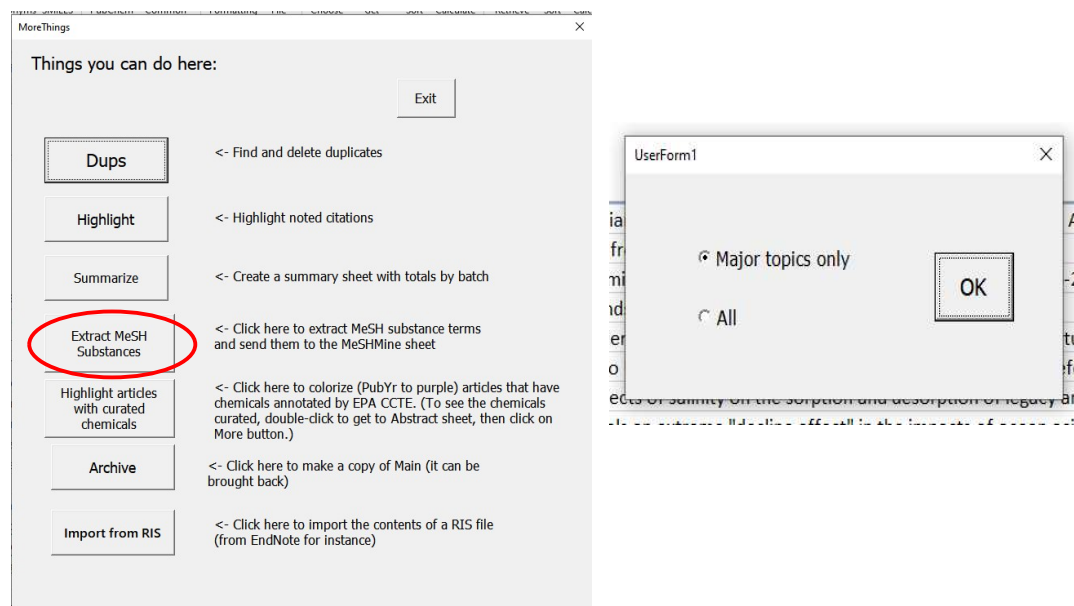 MoreThings
Things you can do here:
Exit
Dups
<- Find and delete duplicates
Highlight
<- Highlight noted citations
Summarize
<- Create a summary sheet with totals by batch
Extract MeSH
Substances
<- Click here to extract MeSH substance terms
and send them to the MeSHMine sheet
Highlight articles
with curated
chemicals
<- Click here to colorize (PubYr to purple) articles that have
chemicals annotated by EPA CCTE. (To see the chemicals
curated, double-click to get to Abstract sheet, then click on
More button.)
Archive
<- Click here to make a copy of Main (it can be
brought back)
Import from RIS
<- Click here to import the contents of a RIS file
(from EndNote for instance)
UserForm1
Major topics only
All
OK